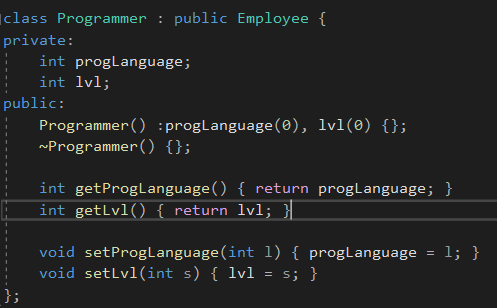 class Programmer : public Employee {
private:
    int progLanguage;
    int lvl;
public:
    Programmer() :progLanguage(0), lvl(0) {};
    ~Programmer() {};

    int getProgLanguage() { return progLanguage; }
    int getLvl() { return lvl; }

    void setProgLanguage(int l) { progLanguage = l; }
    void setLvl(int s) { lvl = s; }
};